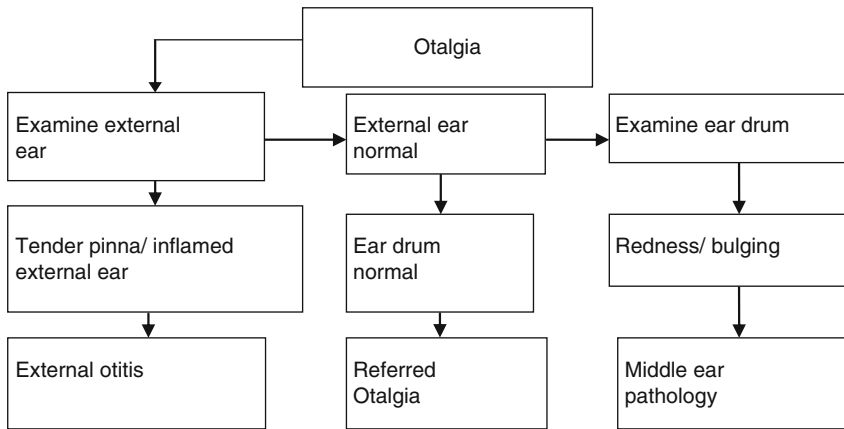 Otalgia
Examine external
ear
External ear
normal
Examine ear drum
Tender pinna/ inflamed
external ear
Ear drum
normal
Redness/ bulging
External otitis
Referred
Otalgia
Middle ear
pathology